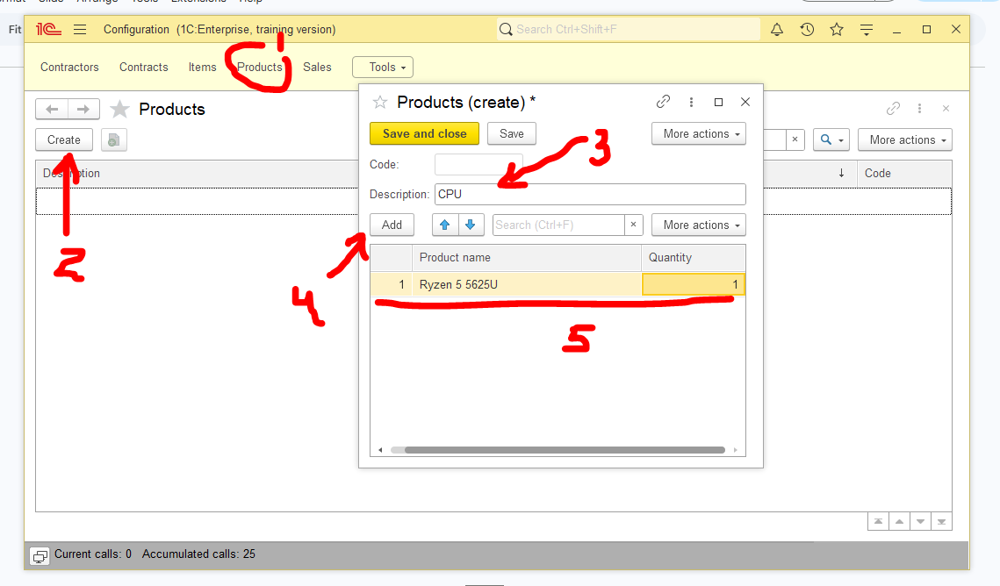 Fit
1C Configuration (1C:Enterprise, training version) Search Ctrl+Shift+F
1
Contractors Contracts Items Products Sales Tools
Products
Products (create) *
Create
Save and close Save More actions
More actions
3
Code:
Description Code
Description: CPU
2
Add Search (Ctrl+F) More actions
4
Product name Quantity
1 Ryzen 5 5625U 1
5
Current calls: 0 Accumulated calls: 25